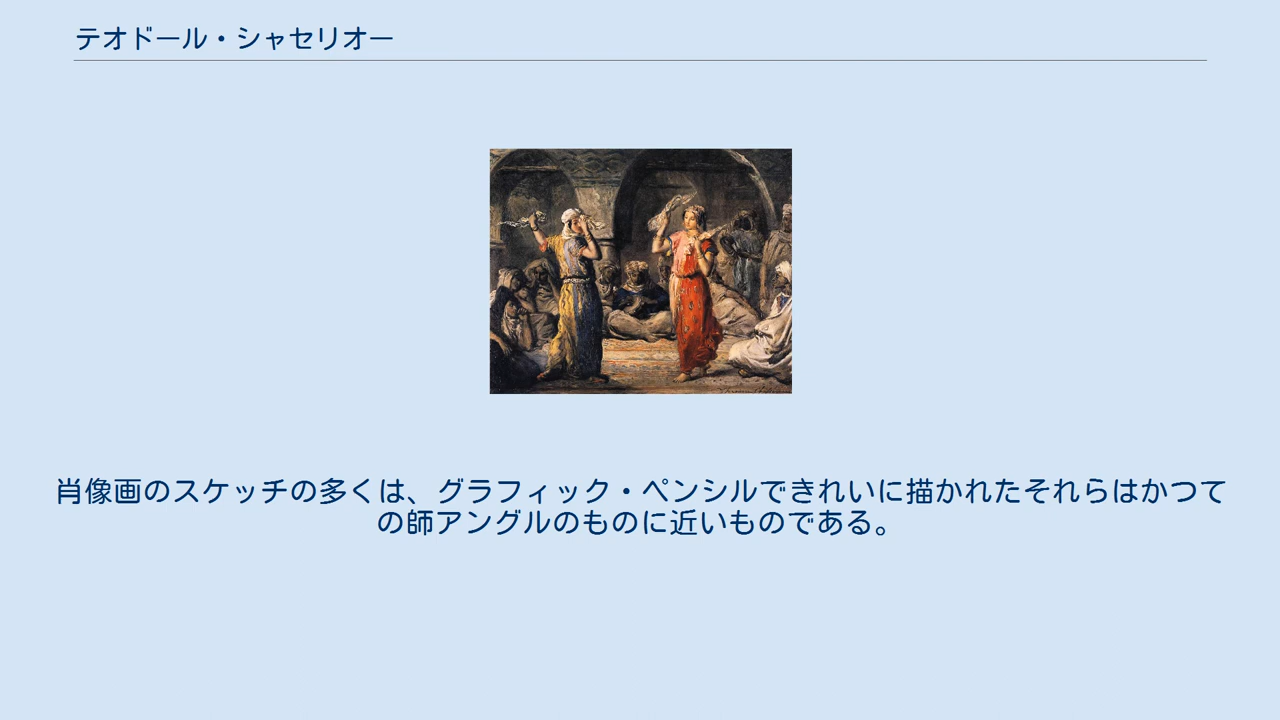 テオドール・シャセリオー
肖像画のスケッチの多くは、グラフィック・ペンシルできれいに描かれたそれらはかつて
の師アングルのものに近いものである。